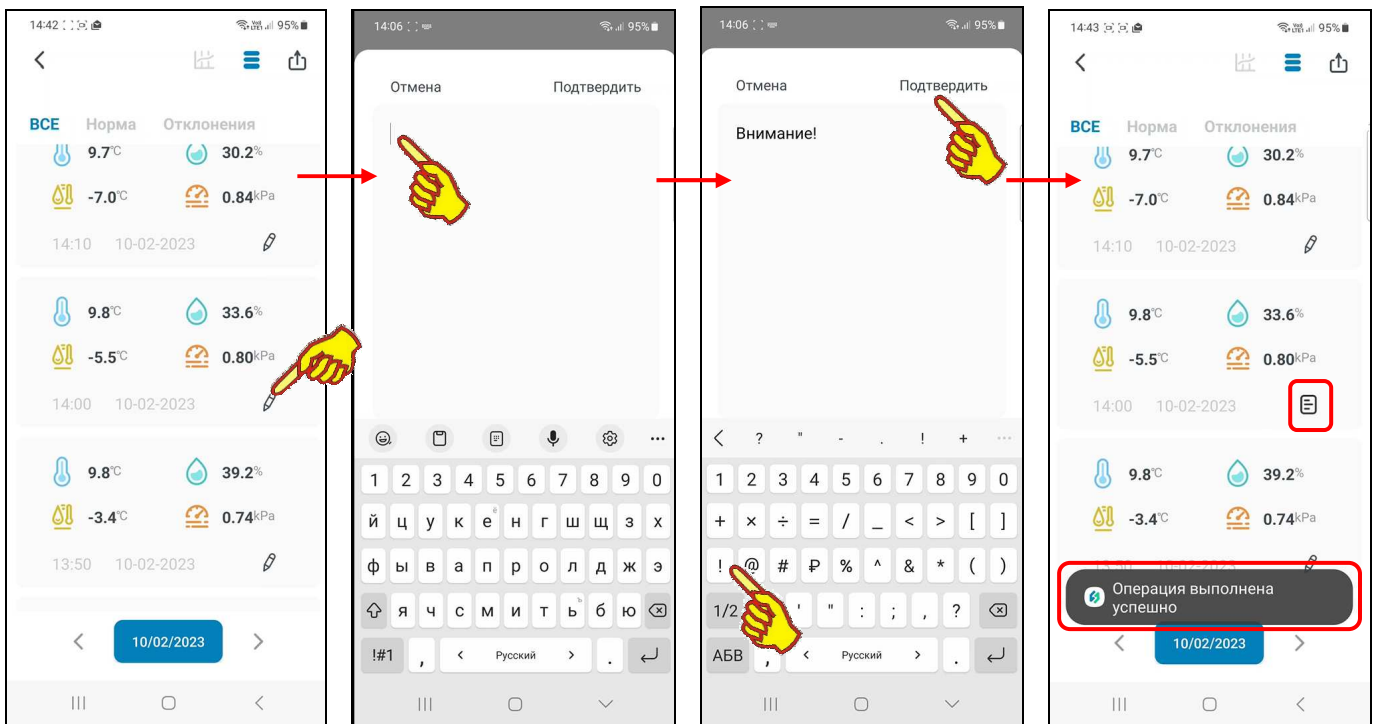 14:42 95%
ВСЕ Норма Отклонения
9.7°C 30.2%
-7.0°C 0.84kPa
14:10 10-02-2023
9.8°C 33.6%
-5.5°C 0.80kPa
14:00 10-02-2023
9.8°C 39.2%
-3.4°C 0.74kPa
13:50 10-02-2023
10/02/2023
14:06 95%
Отмена Подтвердить
1 2 3 4 5 6 7 8 9 0
й ц у к е ё н г ш щ з х
ф ы в а п р о л д ж э
я ч с м и т ь ъ б ю
!#1 , < Русский > .
14:06 95%
Отмена Подтвердить
Внимание!
? " - . ! +
1 2 3 4 5 6 7 8 9 0
+ × ÷ = / _ < > [ ]
! @ # ₽ % ^ & * ( )
1/2 ' " : ; , ?
АБВ , < Русский > .
14:43 95%
ВСЕ Норма Отклонения
9.7°C 30.2%
-7.0°C 0.84kPa
14:10 10-02-2023
9.8°C 33.6%
-5.5°C 0.80kPa
14:00 10-02-2023
9.8°C 39.2%
-3.4°C 0.74kPa
13:50 10-02-2023
Операция выполнена
успешно
10/02/2023